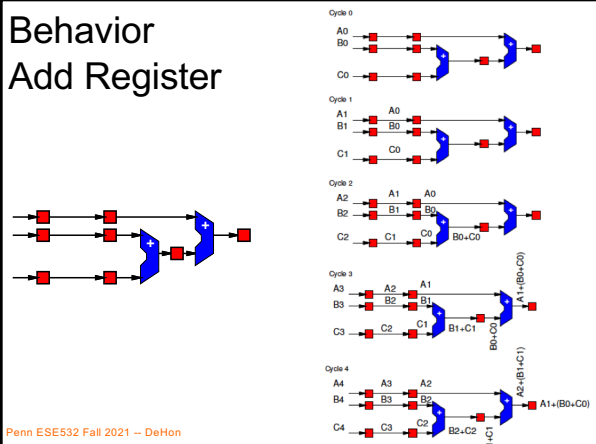 Behavior
Add Register
Cycle 0
A0
B0
+
+
C0
Cycle 1
A1 A0
B1 B0
+
+
C1 C0
Cycle 2
A2 A1 A0
B2 B1 B0
+
+
C2 C1 C0 B0+C0
+
+
Cycle 3
A3 A2 A1
B3 B2 B1
+
+
C3 C2 C1 B1+C1
B0+C0
A1+(B0+C0)
Cycle 4
A4 A3 A2
B4 B3 B2
+
+
C4 C3 C2 B2+C2
A2+(B1+C1)
A1+(B0+C0)
Penn ESE532 Fall 2021 -- DeHon